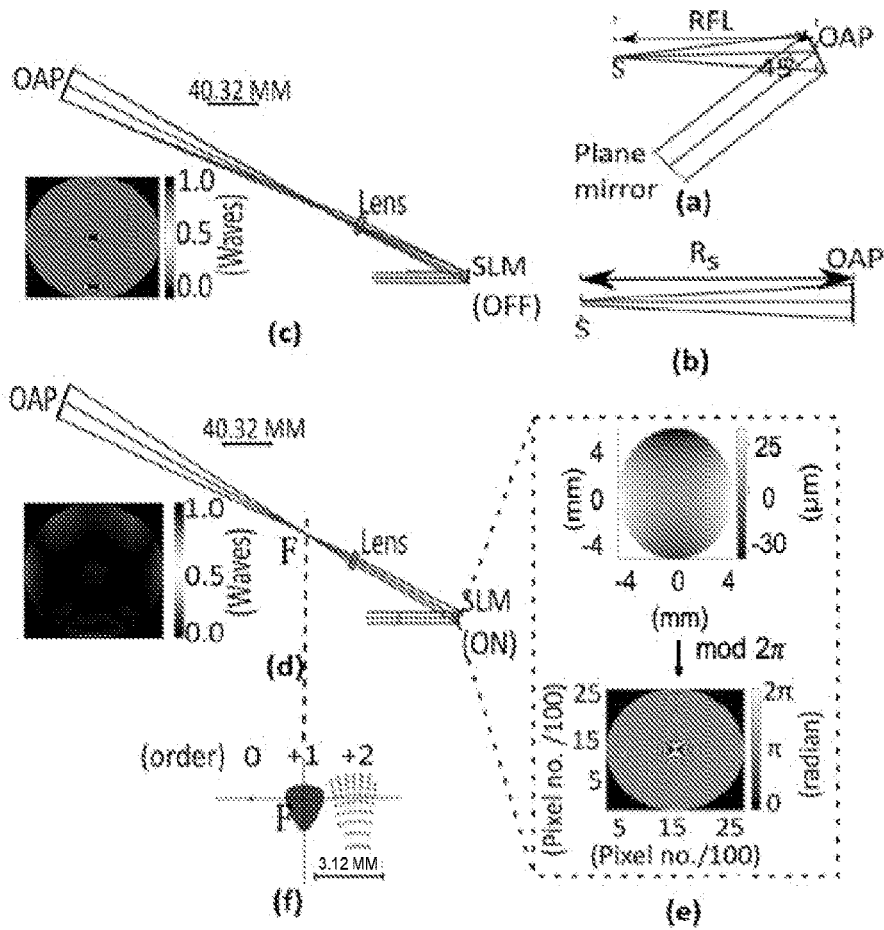 OAP
40.32 MM
1.0
0.5
0.0
(Waves)
Lens
SLM
(OFF)
(c)
RFL
OAP
S
45
Plane
mirror
(a)
R_s
OAP
S
(b)
OAP
40.32 MM
1.0
0.5
0.0
(Waves)
F
Lens
SLM
(ON)
(d)
4
0
-4
(mm)
25
0
-30
(μm)
-4 0 4
(mm)
mod 2π
25
15
5
(Pixel no./100)
2π
π
0
(radian)
5 15 25
(Pixel no./100)
(e)
(order) 0 +1 +2
F
3.12 MM
(f)